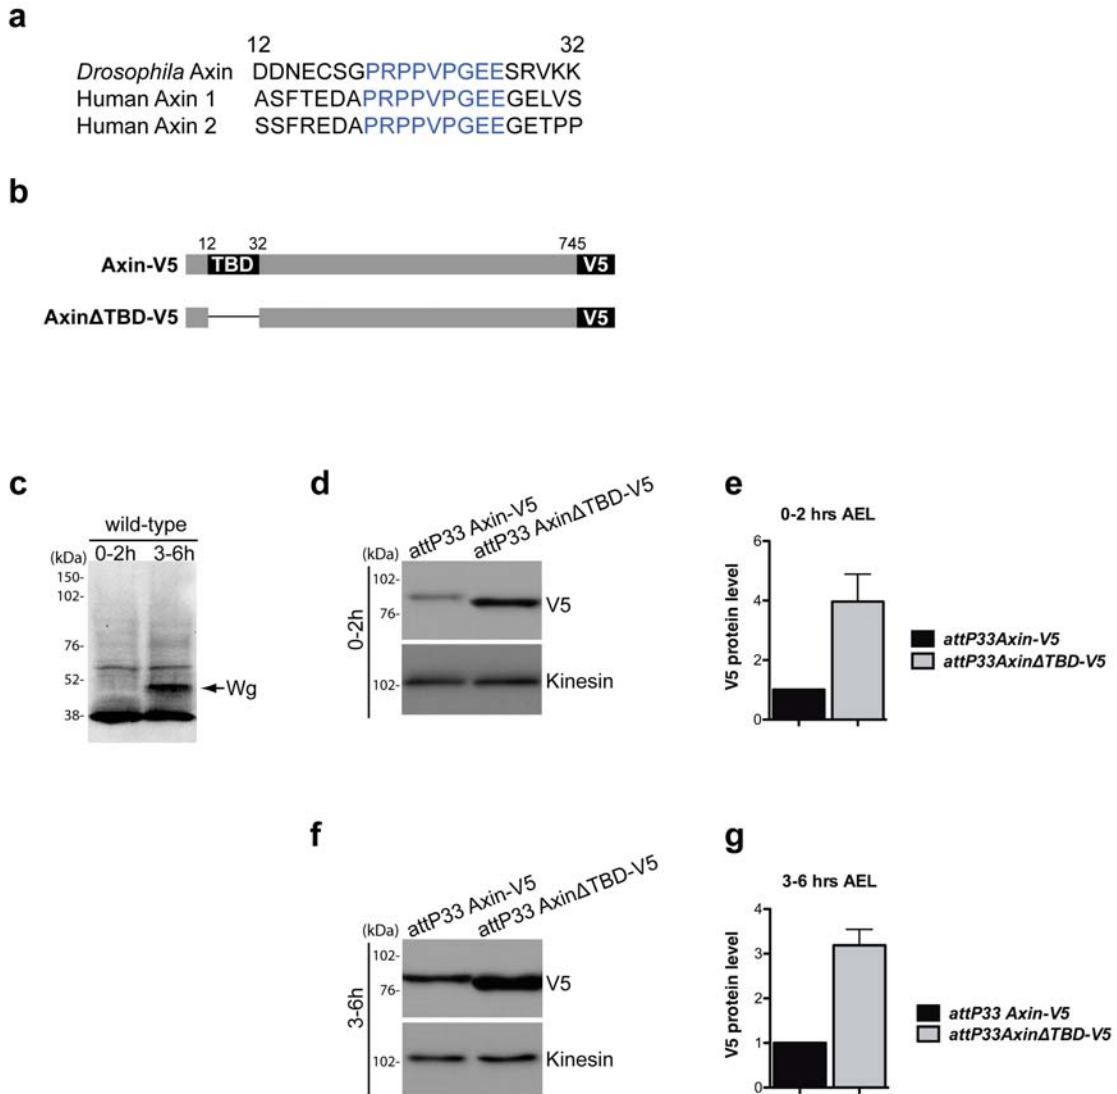 a
12 32
Drosophila Axin DDNECSGPRPPVPGEESRVKK
Human Axin 1 ASFTEDAPRPPVPGEEGELVS
Human Axin 2 SSFREDAPRPPVPGEEGETPP
b
12 32 745
Axin-V5 TBD V5
AxinΔTBD-V5 V5
c
wild-type
(kDa) 0-2h 3-6h
150-
102-
76-
52-
Wg
38-
d
attP33 Axin-V5
attP33 AxinΔTBD-V5
(kDa)
102-
76-
V5
0-2h
102-
Kinesin
e
0-2 hrs AEL
V5 protein level
6
4
2
0
attP33Axin-V5
attP33AxinΔTBD-V5
f
attP33 Axin-V5
attP33 AxinΔTBD-V5
(kDa)
102-
76-
V5
3-6h
102-
Kinesin
g
3-6 hrs AEL
V5 protein level
4
3
2
1
0
attP33 Axin-V5
attP33AxinΔTBD-V5